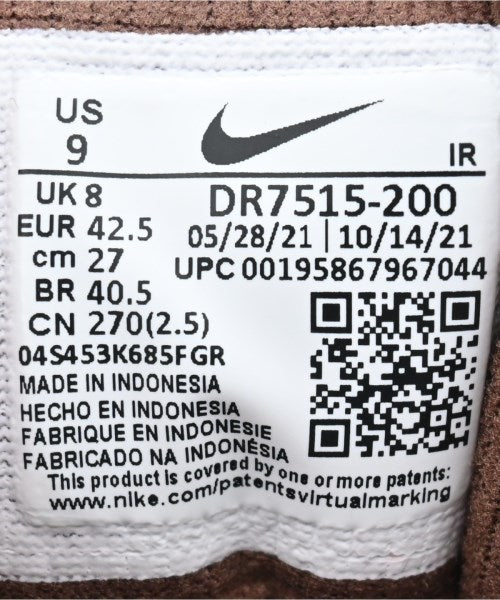 US
9
IR
UK 8
EUR 42.5
cm 27
BR 40.5
CN 270(2.5)
DR7515-200
05/28/21 | 10/14/21
UPC 00195867967044
04S453K685FGR
MADE IN INDONESIA
HECHO EN INDONESIA
FABRIQUE EN INDONESIE
FABRICADO NA INDONÉSIA
This product is covered by one or more patents:
www.nike.com/patentsvirtualmarking